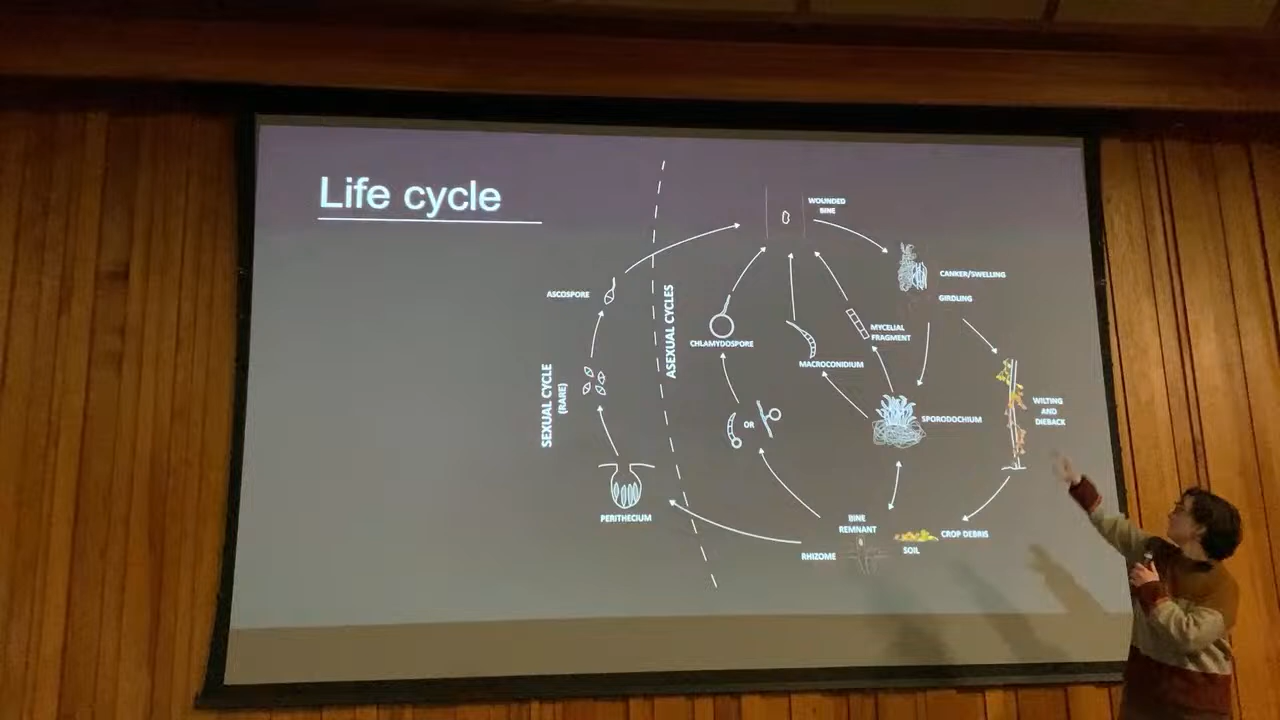 Life cycle
WOUNDED
BINE
CANKER/SWELLING
GIRDLING
ASCOSPORE
ASEXUAL CYCLES
CHLAMYDOSPORE
MYCELIAL
FRAGMENT
MACROCONIDIUM
SEXUAL CYCLE
(RARE)
OR
SPORODOCHIUM
WILTING
AND
DIEBACK
PERITHECIUM
BINE
REMNANT
CROP DEBRIS
RHIZOME
SOIL